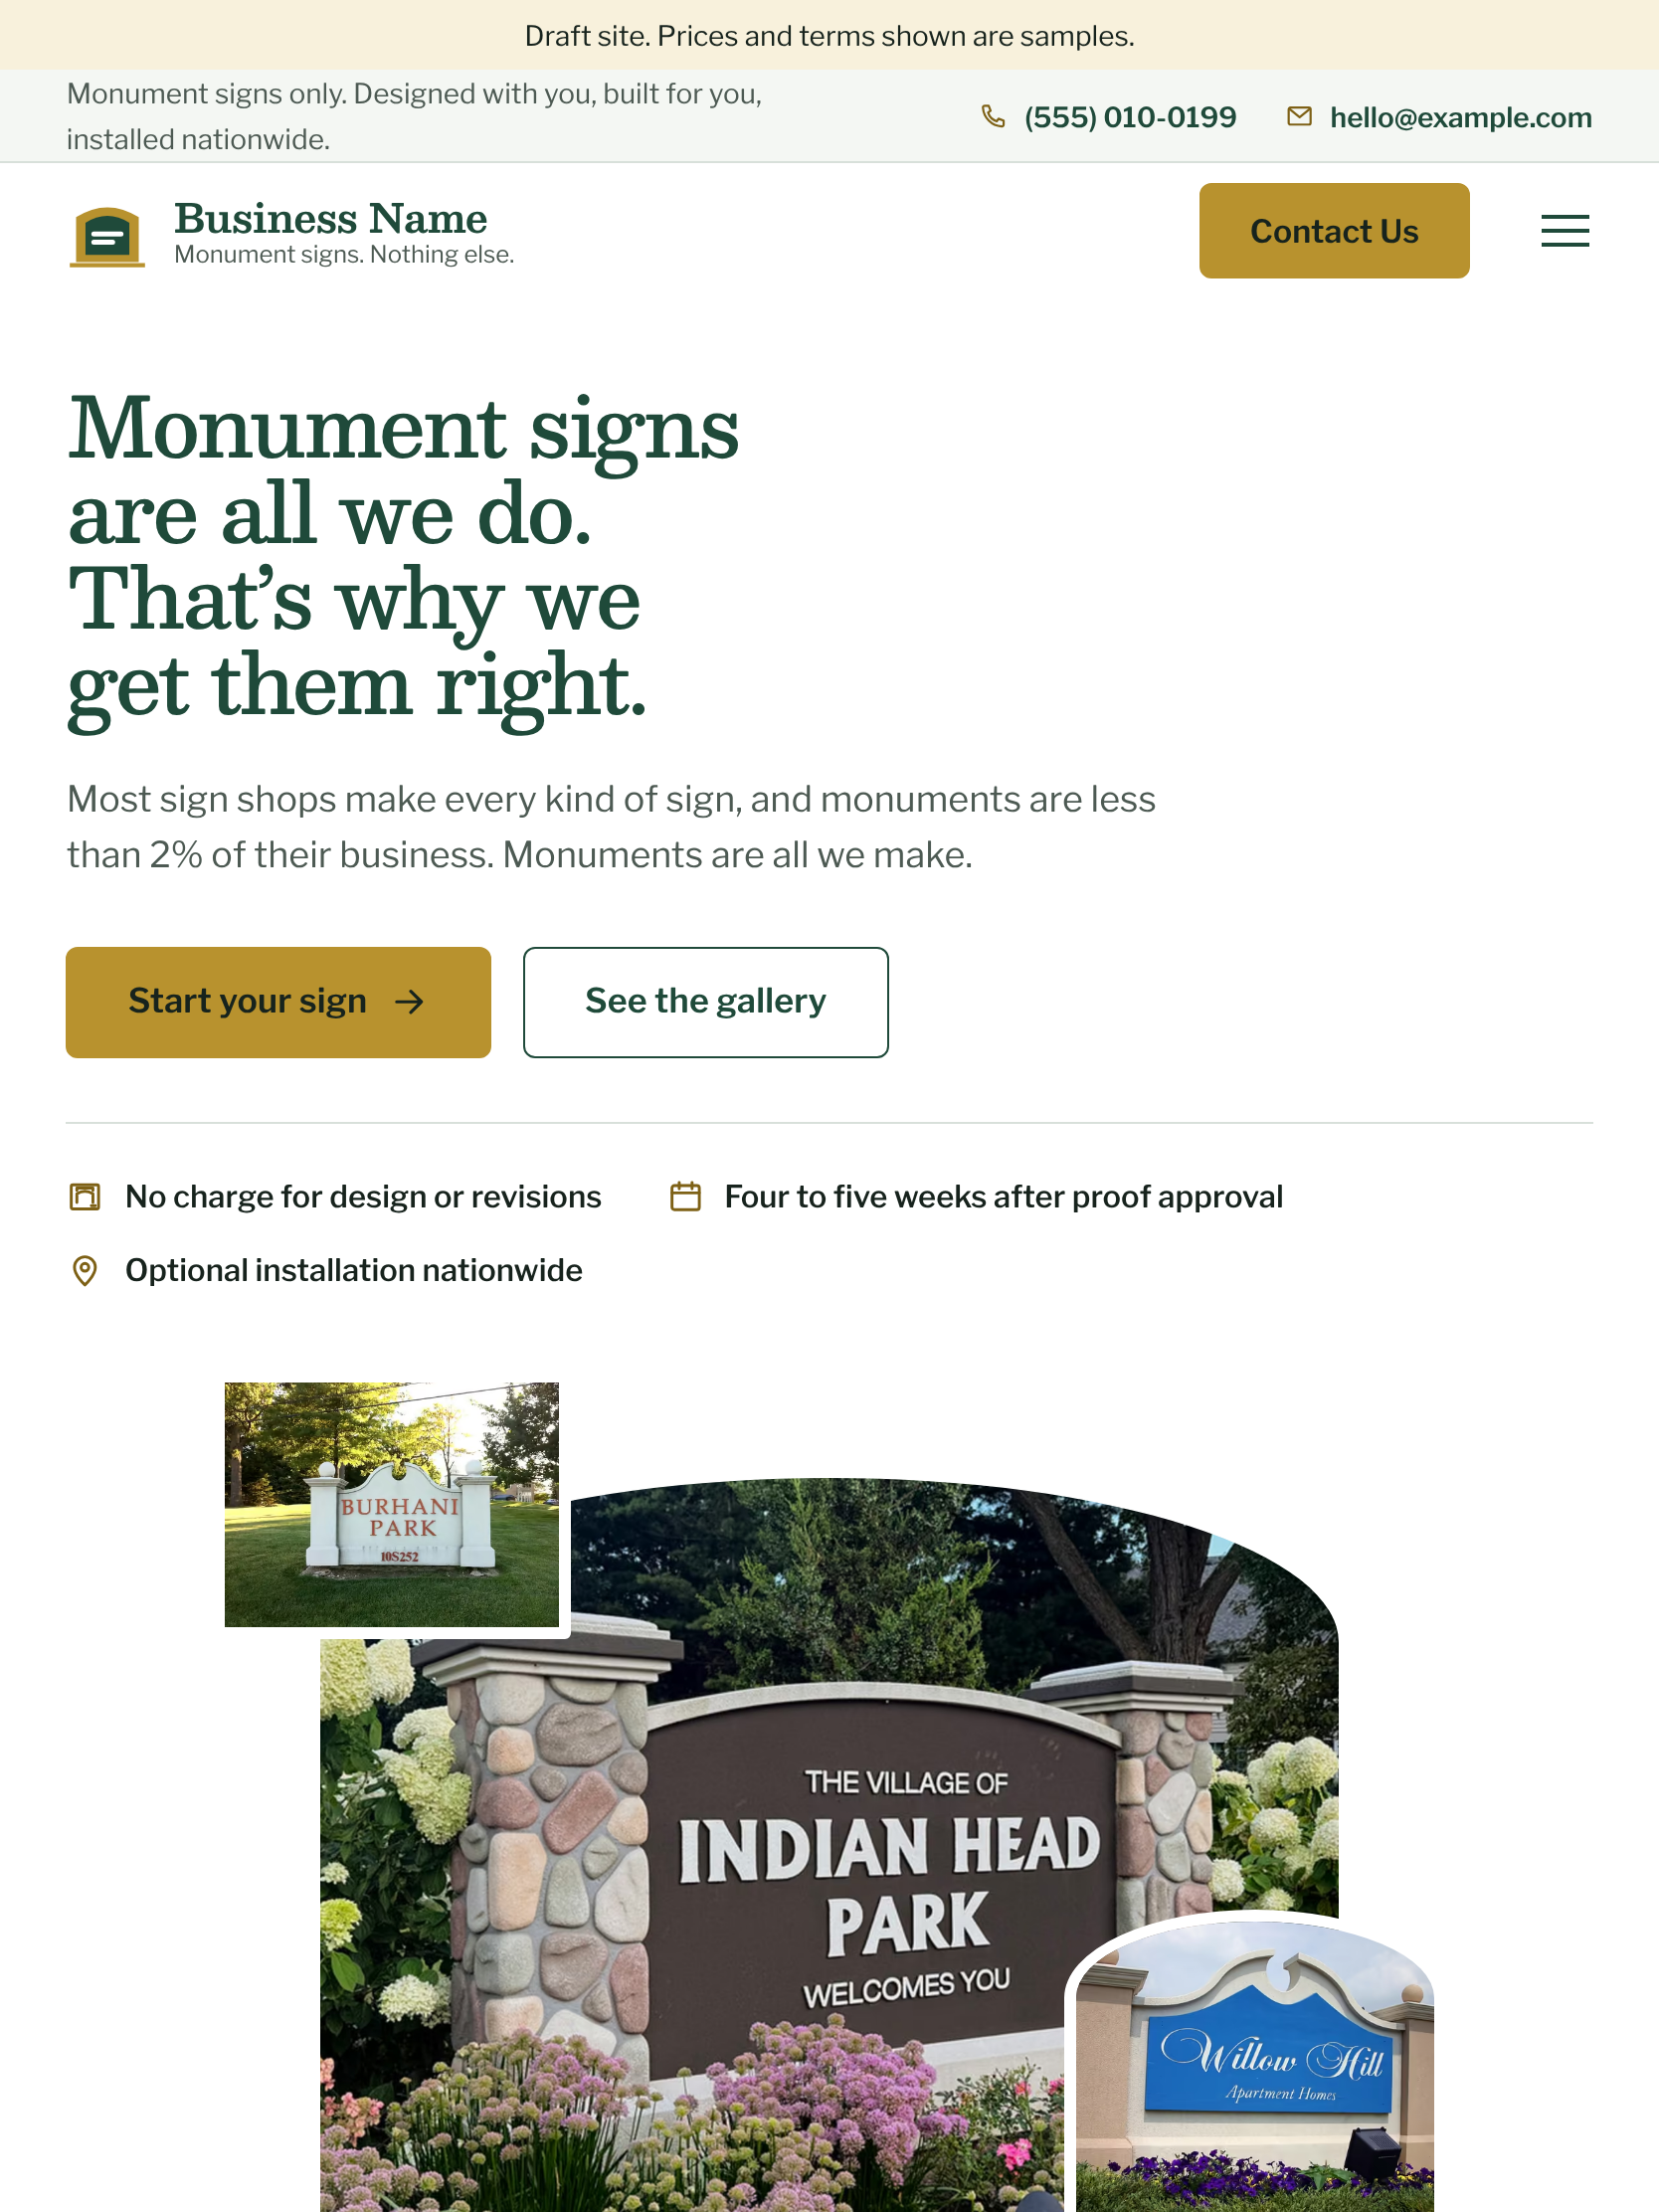 Draft site. Prices and terms shown are samples.
Monument signs only. Designed with you, built for you,
installed nationwide.
(555) 010-0199
hello@example.com
Business Name
Monument signs. Nothing else.
Contact Us
Monument signs
are all we do.
That’s why we
get them right.
Most sign shops make every kind of sign, and monuments are less
than 2% of their business. Monuments are all we make.
Start your sign
See the gallery
No charge for design or revisions
Four to five weeks after proof approval
Optional installation nationwide
BURHANI
PARK
10S252
THE VILLAGE OF
INDIAN HEAD
PARK
WELCOMES YOU
Willow Hill
Apartment Homes